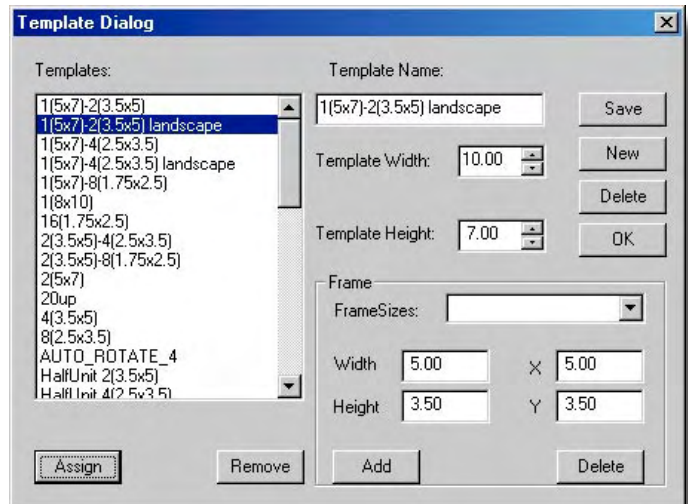 Template Dialog
Templates:
1(5x7)-2(3.5x5)
1(5x7)-2(3.5x5) landscape
1(5x7)-4(2.5x3.5)
1(5x7)-4(2.5x3.5) landscape
1(5x7)-8(1.75x2.5)
1(8x10)
16(1.75x2.5)
2(3.5x5)-4(2.5x3.5)
2(3.5x5)-8(1.75x2.5)
2(5x7)
20up
4(3.5x5)
8(2.5x3.5)
AUTO_ROTATE_4
HalfUnit 2(3.5x5)
HalfUnit 4(2.5x3.5)
Assign
Remove
Template Name:
1(5x7)-2(3.5x5) landscape
Template Width: 10.00
Template Height: 7.00
Save
New
Delete
OK
Frame
FrameSizes:
Width 5.00 X 5.00
Height 3.50 Y 3.50
Add
Delete